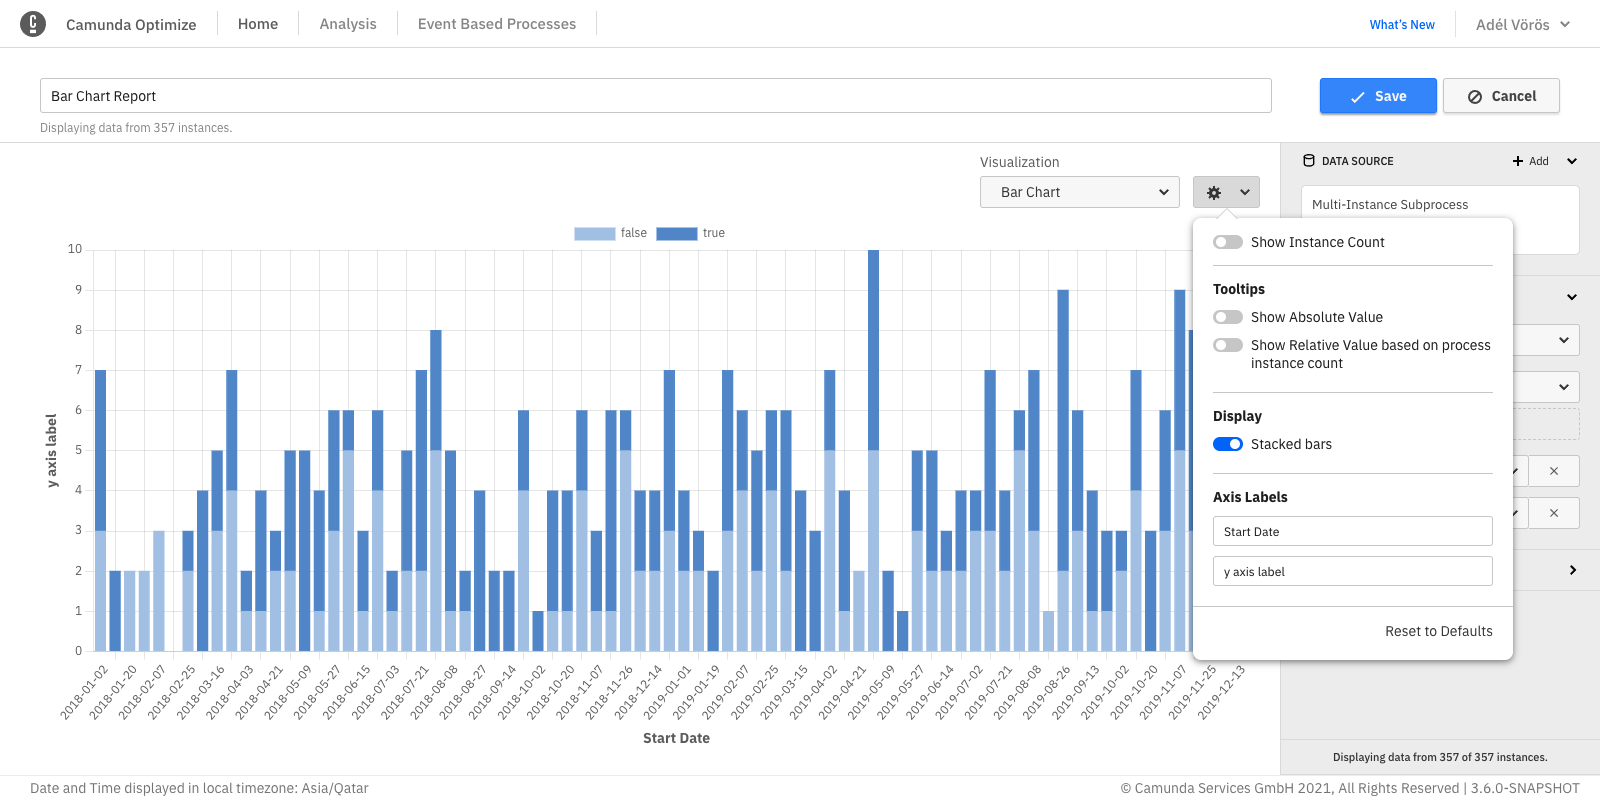 Camunda Optimize
Home
Analysis
Event Based Processes
What's New
Adél Vörös
Bar Chart Report
Save
Cancel
Displaying data from 357 instances.
Visualization
Bar Chart
DATA SOURCE
Add
Multi-Instance Subprocess
false
true
10
9
8
7
6
5
4
3
2
1
0
y axis label
2018-01-02
2018-01-20
2018-02-07
2018-02-25
2018-03-16
2018-04-03
2018-04-21
2018-05-09
2018-05-27
2018-06-15
2018-07-03
2018-07-21
2018-08-08
2018-08-27
2018-09-14
2018-10-02
2018-10-20
2018-11-07
2018-11-26
2018-12-14
2019-01-01
2019-01-19
2019-02-07
2019-02-25
2019-03-15
2019-04-02
2019-04-21
2019-05-09
2019-05-27
2019-06-14
2019-07-02
2019-07-21
2019-08-08
2019-08-26
2019-09-13
2019-10-02
2019-10-20
2019-11-07
2019-11-25
2019-12-13
Start Date
Show Instance Count
Tooltips
Show Absolute Value
Show Relative Value based on process
instance count
Display
Stacked bars
Axis Labels
Start Date
y axis label
Reset to Defaults
Displaying data from 357 of 357 instances.
Date and Time displayed in local timezone: Asia/Qatar
© Camunda Services GmbH 2021, All Rights Reserved | 3.6.0-SNAPSHOT